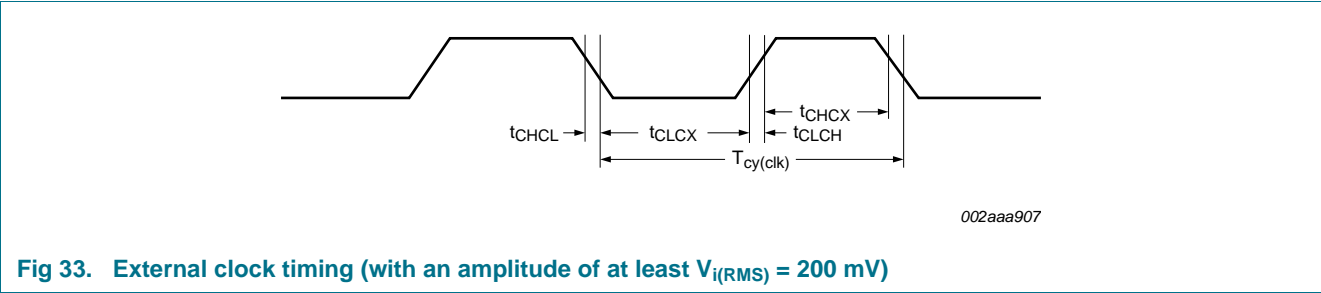 tCHCX
tCHCL
tCLCX
tCLCH
Tcy(clk)
002aaa907
Fig 33. External clock timing (with an amplitude of at least Vi(RMS) = 200 mV)